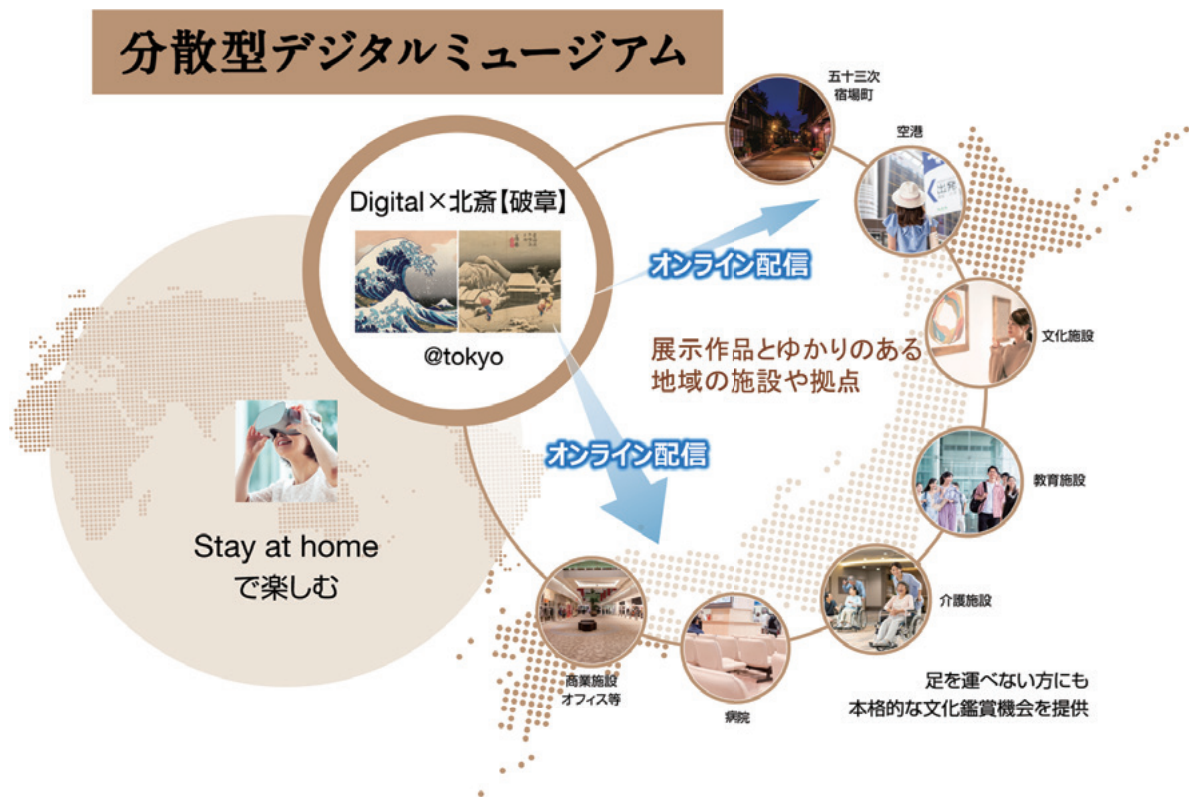 分散型デジタルミュージアム
五十三次
宿場町
空港
出発
Digital×北斎【破章】
オンライン配信
文化施設
@tokyo
展示作品とゆかりのある
地域の施設や拠点
オンライン配信
教育施設
Stay at home
で楽しむ
介護施設
商業施設
オフィス等
病院
足を運べない方にも
本格的な文化鑑賞機会を提供